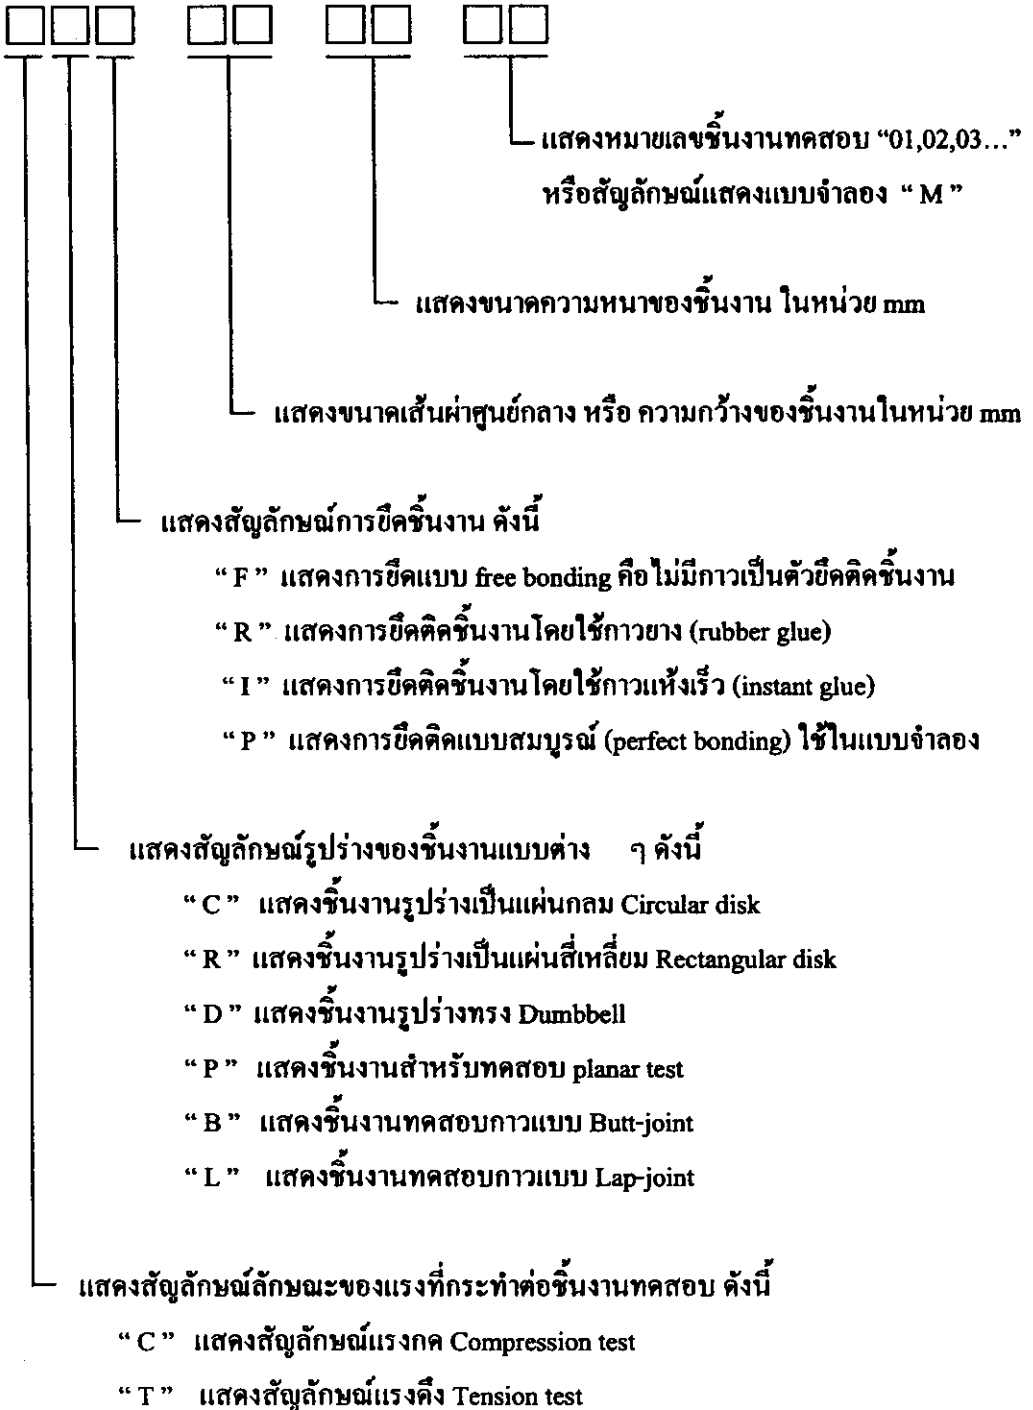 แสดงหมายเลขชิ้นงานทดสอบ “01,02,03...”
หรือสัญลักษณ์แสดงแบบจำลอง “ M ”
แสดงขนาดความหนาของชิ้นงาน ในหน่วย mm
แสดงขนาดเส้นผ่าศูนย์กลาง หรือ ความกว้างของชิ้นงานในหน่วย mm
แสดงสัญลักษณ์การยึดชิ้นงาน ดังนี้
“ F ” แสดงการยึดแบบ free bonding คือ ไม่มีกาวเป็นตัวยึดติดชิ้นงาน
“ R ” แสดงการยึดติดชิ้นงานโดยใช้กาวยาง (rubber glue)
“ I ” แสดงการยึดติดชิ้นงานโดยใช้กาวแห้งเร็ว (instant glue)
“ P ” แสดงการยึดติดแบบสมบูรณ์ (perfect bonding) ใช้ในแบบจำลอง
แสดงสัญลักษณ์รูปร่างของชิ้นงานแบบต่าง ๆ ดังนี้
“ C ” แสดงชิ้นงานรูปร่างเป็นแผ่นกลม Circular disk
“ R ” แสดงชิ้นงานรูปร่างเป็นแผ่นสี่เหลี่ยม Rectangular disk
“ D ” แสดงชิ้นงานรูปร่างทรง Dumbbell
“ P ” แสดงชิ้นงานสำหรับทดสอบ planar test
“ B ” แสดงชิ้นงานทดสอบกาวแบบ Butt-joint
“ L ” แสดงชิ้นงานทดสอบกาวแบบ Lap-joint
แสดงสัญลักษณ์ลักษณะของแรงที่กระทำต่อชิ้นงานทดสอบ ดังนี้
“ C ” แสดงสัญลักษณ์แรงกด Compression test
“ T ” แสดงสัญลักษณ์แรงดึง Tension test